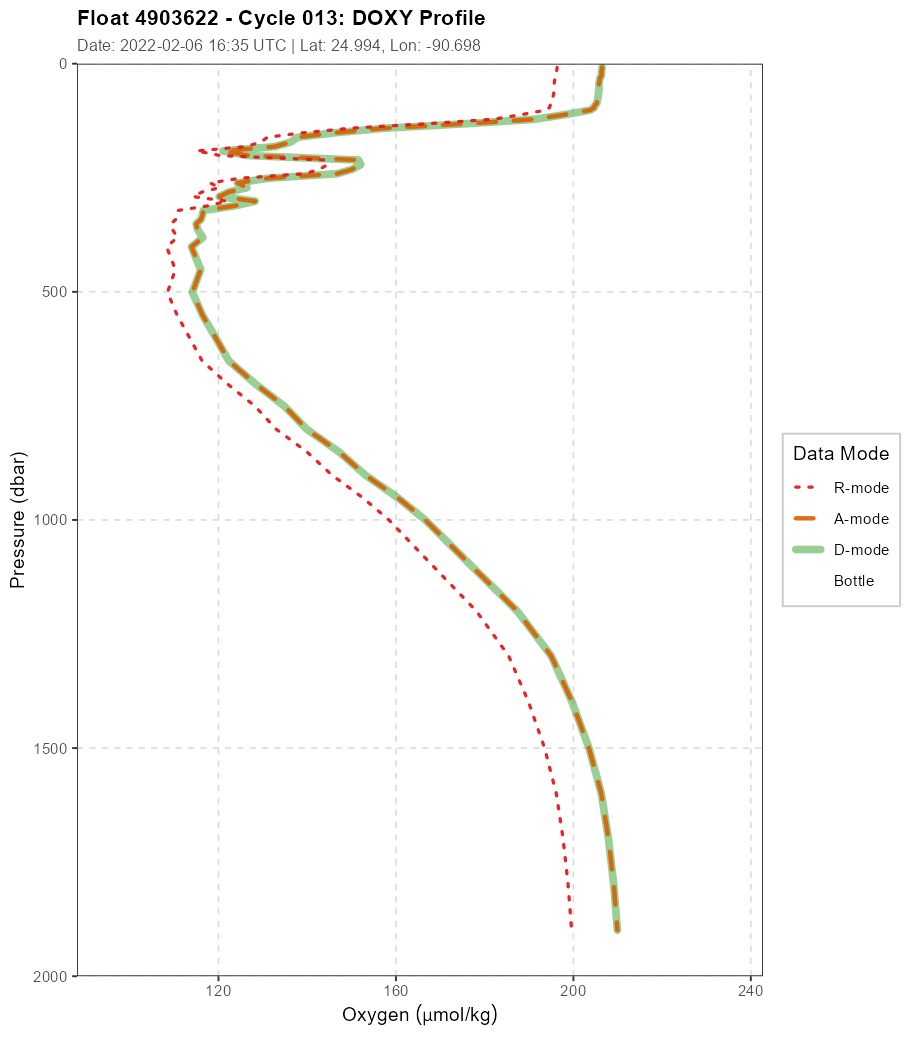 Float 4903622 - Cycle 013: DOXY Profile
Date: 2022-02-06 16:35 UTC | Lat: 24.994, Lon: -90.698
0
500
1000
1500
2000
Pressure (dbar)
120 160 200 240
Oxygen (μmol/kg)
Data Mode
R-mode
A-mode
D-mode
Bottle